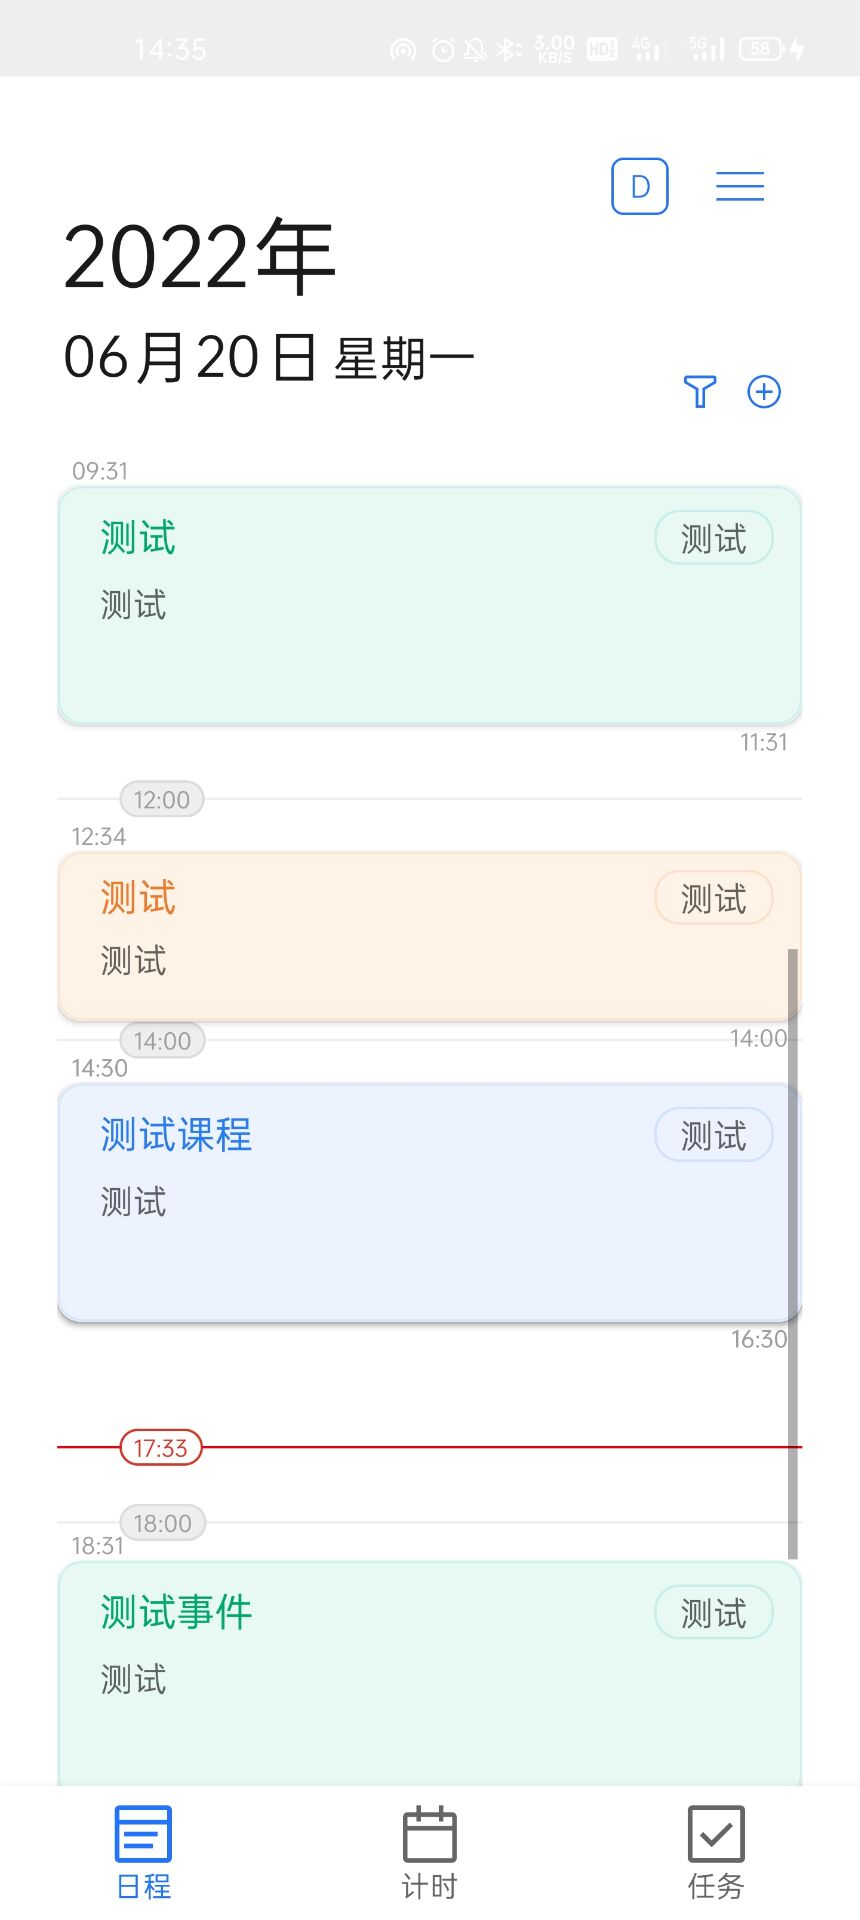 14:35
3.00 KB/S HD 4G 5G 58
D
2022年
06月20日 星期一
09:31
测试 测试
测试
11:31
12:00
12:34
测试 测试
测试
14:00 14:00
14:30
测试课程 测试
测试
16:30
17:33
18:00
18:31
测试事件 测试
测试
日程 计时 任务